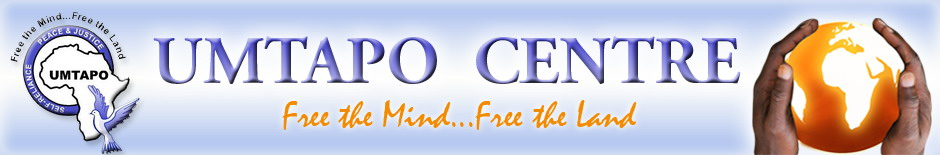 Free the Mind...Free the Land
PEACE & JUSTICE
SELF-RELIANCE
UMTAPO
UMTAPO CENTRE
Free the Mind...Free the Land